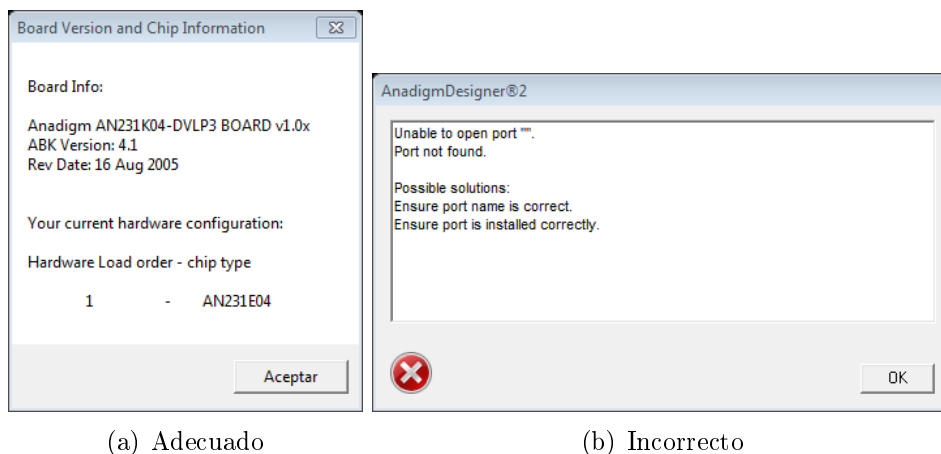 Board Version and Chip Information
Board Info:
Anadigm AN231K04-DVLP3 BOARD v1.0x
ABK Version: 4.1
Rev Date: 16 Aug 2005
Your current hardware configuration:
Hardware Load order - chip type
1 - AN231E04
Aceptar
AnadigmDesigner®2
Unable to open port "".
Port not found.
Possible solutions:
Ensure port name is correct.
Ensure port is installed correctly.
OK
(a) Adecuado
(b) Incorrecto